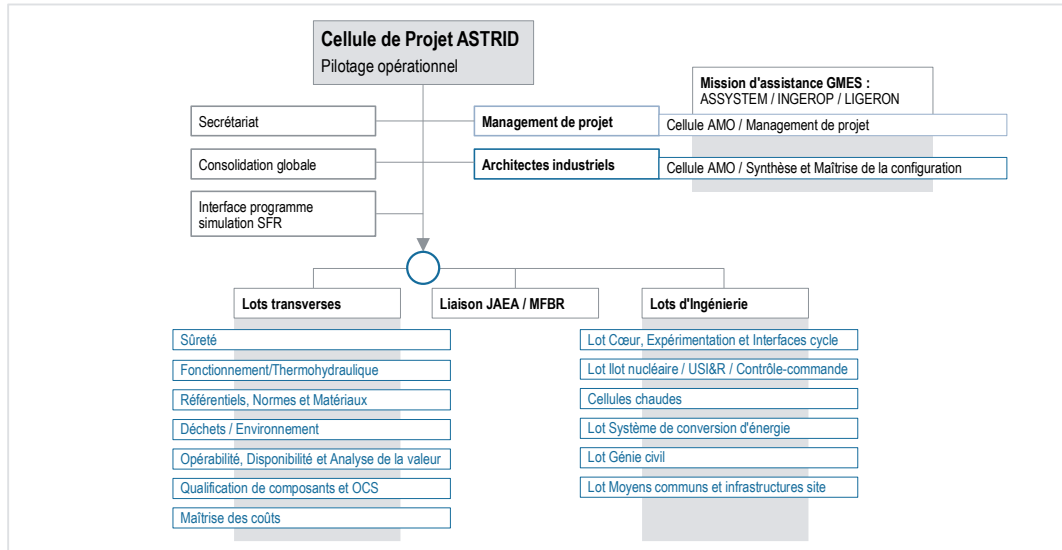 Cellule de Projet ASTRID
Pilotage opérationnel
Mission d'assistance GMES :
ASSYSTEM / INGEROP / LIGERON
Secrétariat
Management de projet
Cellule AMO / Management de projet
Consolidation globale
Architectes industriels
Cellule AMO / Synthèse et Maîtrise de la configuration
Interface programme
simulation SFR
Lots transverses
Liaison JAEA / MFBR
Lots d'Ingénierie
Sûreté
Fonctionnement/Thermohydraulique
Référentiels, Normes et Matériaux
Déchets / Environnement
Opérabilité, Disponibilité et Analyse de la valeur
Qualification de composants et OCS
Maîtrise des coûts
Lot Cœur, Expérimentation et Interfaces cycle
Lot Ilot nucléaire / USI&R / Contrôle-commande
Cellules chaudes
Lot Système de conversion d'énergie
Lot Génie civil
Lot Moyens communs et infrastructures site